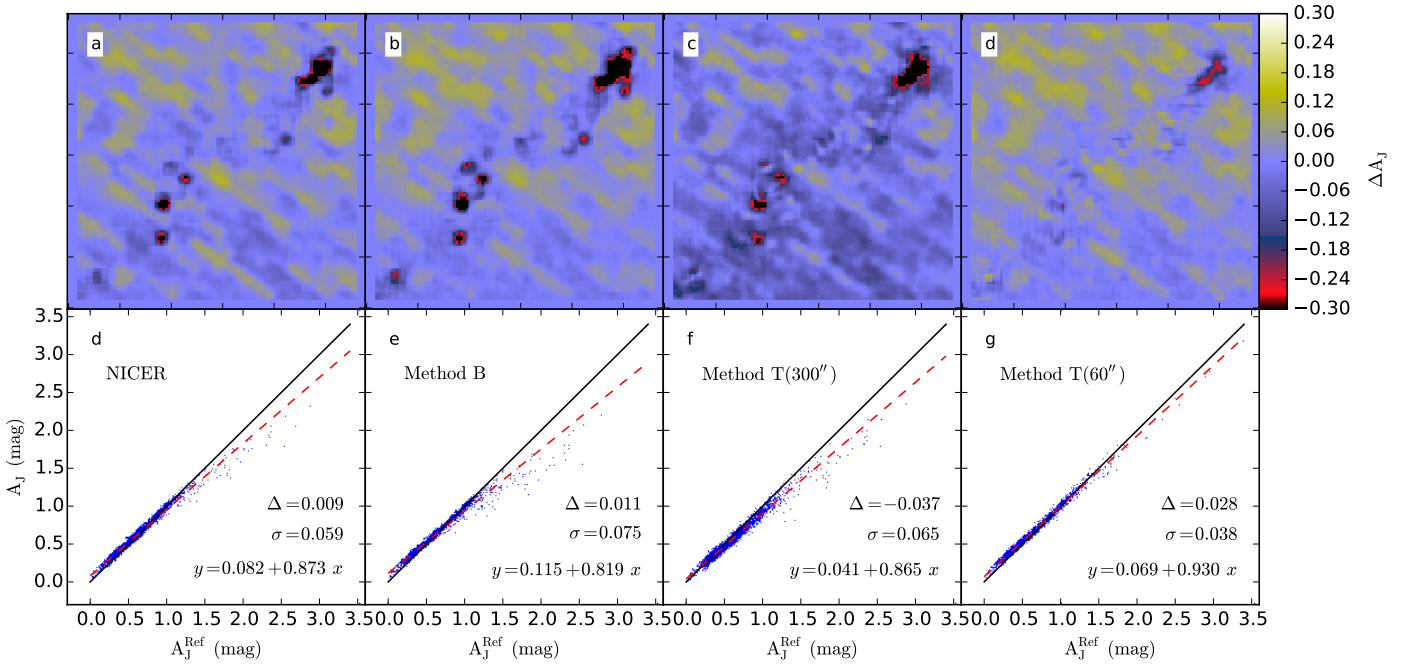 a
b
c
d
0.30
0.24
0.18
0.12
0.06
0.00
−0.06
−0.12
−0.18
−0.24
−0.30
ΔA_J
d
NICER
Δ=0.009
σ=0.059
y=0.082+0.873 x
e
Method B
Δ=0.011
σ=0.075
y=0.115+0.819 x
f
Method T(300″)
Δ=−0.037
σ=0.065
y=0.041+0.865 x
g
Method T(60″)
Δ=0.028
σ=0.038
y=0.069+0.930 x
3.5
3.0
2.5
2.0
1.5
1.0
0.5
0.0
A_J (mag)
0.0 0.5 1.0 1.5 2.0 2.5 3.0 3.5
0.0 0.5 1.0 1.5 2.0 2.5 3.0 3.5
0.0 0.5 1.0 1.5 2.0 2.5 3.0 3.5
0.0 0.5 1.0 1.5 2.0 2.5 3.0 3.5
A_J^Ref (mag)
A_J^Ref (mag)
A_J^Ref (mag)
A_J^Ref (mag)